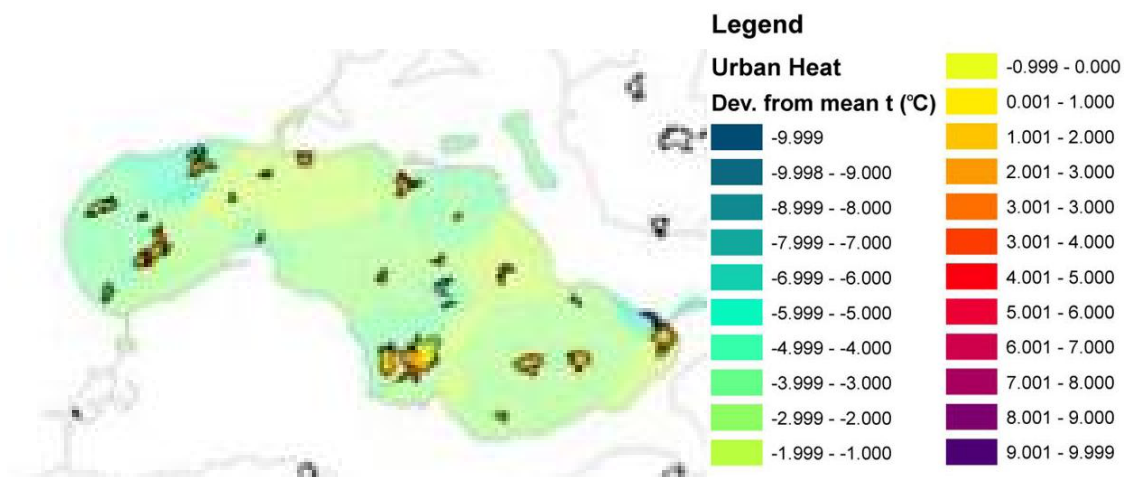 Legend
Urban Heat
Dev. from mean t (°C)
-9.999
-9.998 - -9.000
-8.999 - -8.000
-7.999 - -7.000
-6.999 - -6.000
-5.999 - -5.000
-4.999 - -4.000
-3.999 - -3.000
-2.999 - -2.000
-1.999 - -1.000
-0.999 - 0.000
0.001 - 1.000
1.001 - 2.000
2.001 - 3.000
3.001 - 3.000
3.001 - 4.000
4.001 - 5.000
5.001 - 6.000
6.001 - 7.000
7.001 - 8.000
8.001 - 9.000
9.001 - 9.999